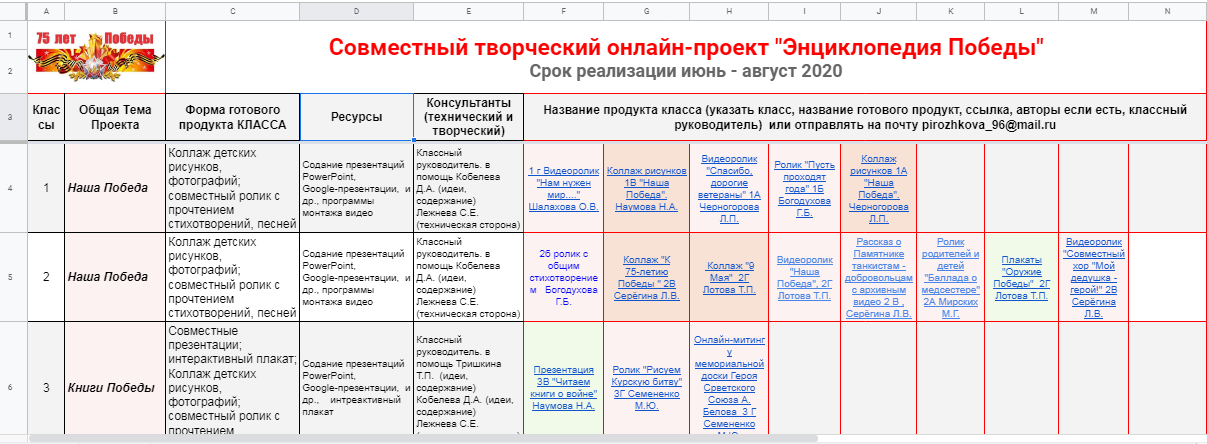 A B C D E F G H I J K L M N
1
75 лет Победы
Совместный творческий онлайн-проект "Энциклопедия Победы"
2
Срок реализации июнь - август 2020
3
Клас
сы
Общая Тема
Проекта
Форма готового
продукта КЛАССА
Ресурсы
Консультанты
(технический и
творческий)
Название продукта класса (указать класс, название готового продукт, ссылка, авторы если есть, классный
руководитель) или отправлять на почту pirozhkova_96@mail.ru
4
1
Наша Победа
Коллаж детских
рисунков,
фотографий;
совместный ролик с
прочтением
стихотворений, песней
Содание презентаций
PowerPoint,
Google-презентации, и
др., программы
монтажа видео
Классный
руководитель. в
помощь Кобелева
Д.А. (идеи,
содержание)
Лежнева С.Е.
(техническая сторона)
1 г Видеоролик
"Нам нужен
мир...."
Шалахова О.В.
Коллаж рисунков
1В "Наша
Победа".
Наумова Н.А.
Видеоролик
"Спасибо,
дорогие
ветераны" 1А
Черногорова
Л.П.
Ролик "Пусть
проходят
года" 1Б
Богодухова
Г.Б.
Коллаж
рисунков 1А
"Наша
Победа".
Черногорова
Л.П.
5
2
Наша Победа
Коллаж детских
рисунков,
фотографий;
совместный ролик с
прочтением
стихотворений, песней
Содание презентаций
PowerPoint,
Google-презентации, и
др., программы
монтажа видео
Классный
руководитель. в
помощь Кобелева
Д.А. (идеи,
содержание)
Лежнева С.Е.
(техническая сторона)
2б ролик с
общим
стихотворение
м Богодухова
Г.Б.
Коллаж "К
75-летию
Победы " 2В
Серёгина Л.В.
Коллаж "9
Мая" 2Г
Лотова Т.П.
Видеоролик
"Наша
Победа", 2Г
Лотова Т.П.
Рассказ о
Памятнике
танкистам -
добровольцам
с архивным
видео 2 В ,
Серёгина Л.В.
Ролик
родителей и
детей
"Баллада о
медсестере"
2А Мирских
М.Г.
Плакаты
"Оружие
Победы" 2Г
Лотова Т.П.
Видеоролик
"Совместный
хор "Мой
дедушка -
герой!" 2В
Серёгина
Л.В.
6
3
Книги Победы
Совместные
презентации;
интерактивный плакат;
Коллаж детских
рисунков,
фотографий;
совместный ролик с
прочтением
Содание презентаций
PowerPoint,
Google-презентации, и
др., интреактивный
плакат
Классный
руководитель. в
помощь Тришкина
Т.П. (идеи,
содержание)
Кобелева Д.А. (идеи,
содержание)
Лежнева С.Е.
Презентация
3В "Читаем
книги о войне"
Наумова Н.А.
Ролик "Рисуем
Курскую битву"
3Г Семененко
М.Ю.
Онлайн-митинг
у
мемориальной
доски Героя
Срветского
Союза А.
Белова 3 Г
Семененко
М.Ю.